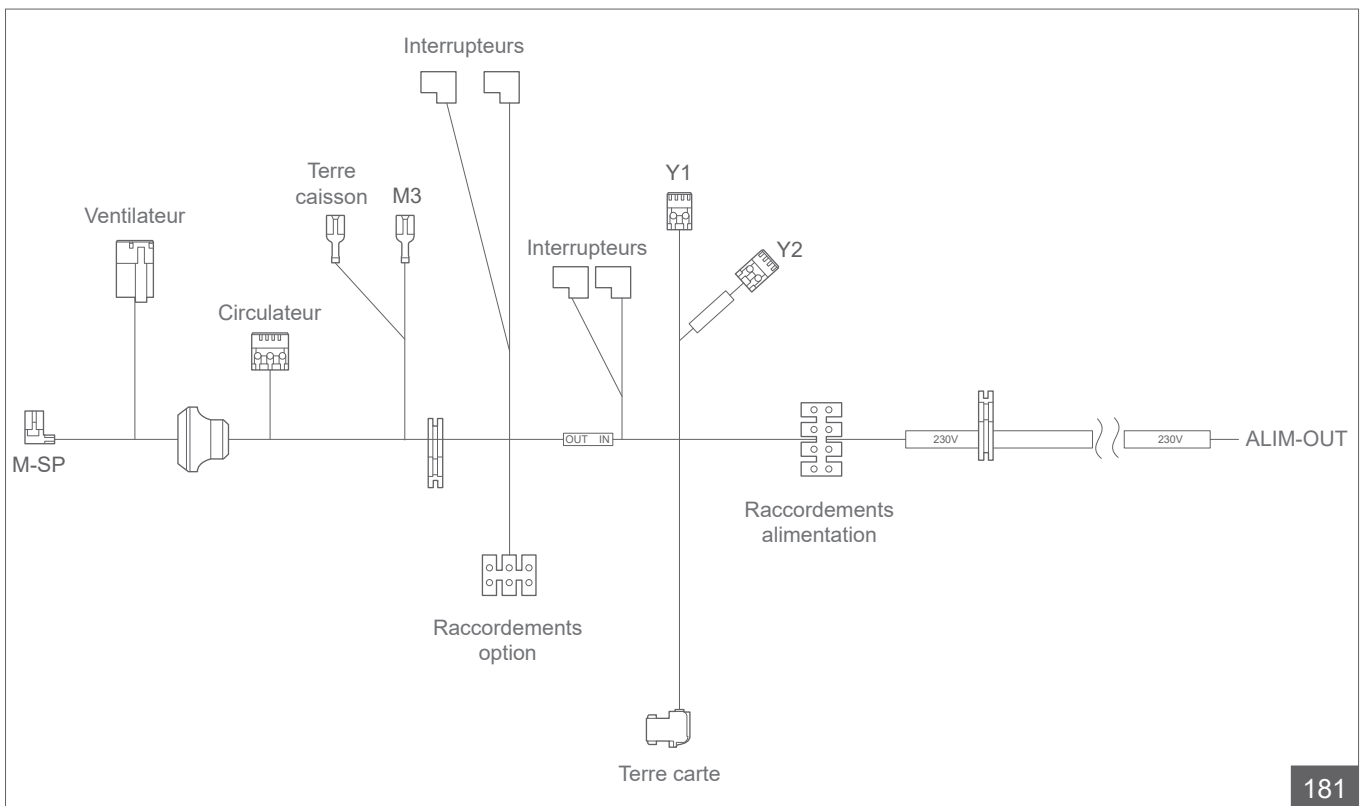 Interrupteurs
Terre
caisson
M3
Y1
Ventilateur
Interrupteurs
Y2
Circulateur
OUT IN
230V
230V
ALIM-OUT
M-SP
Raccordements
alimentation
Raccordements
option
Terre carte
181